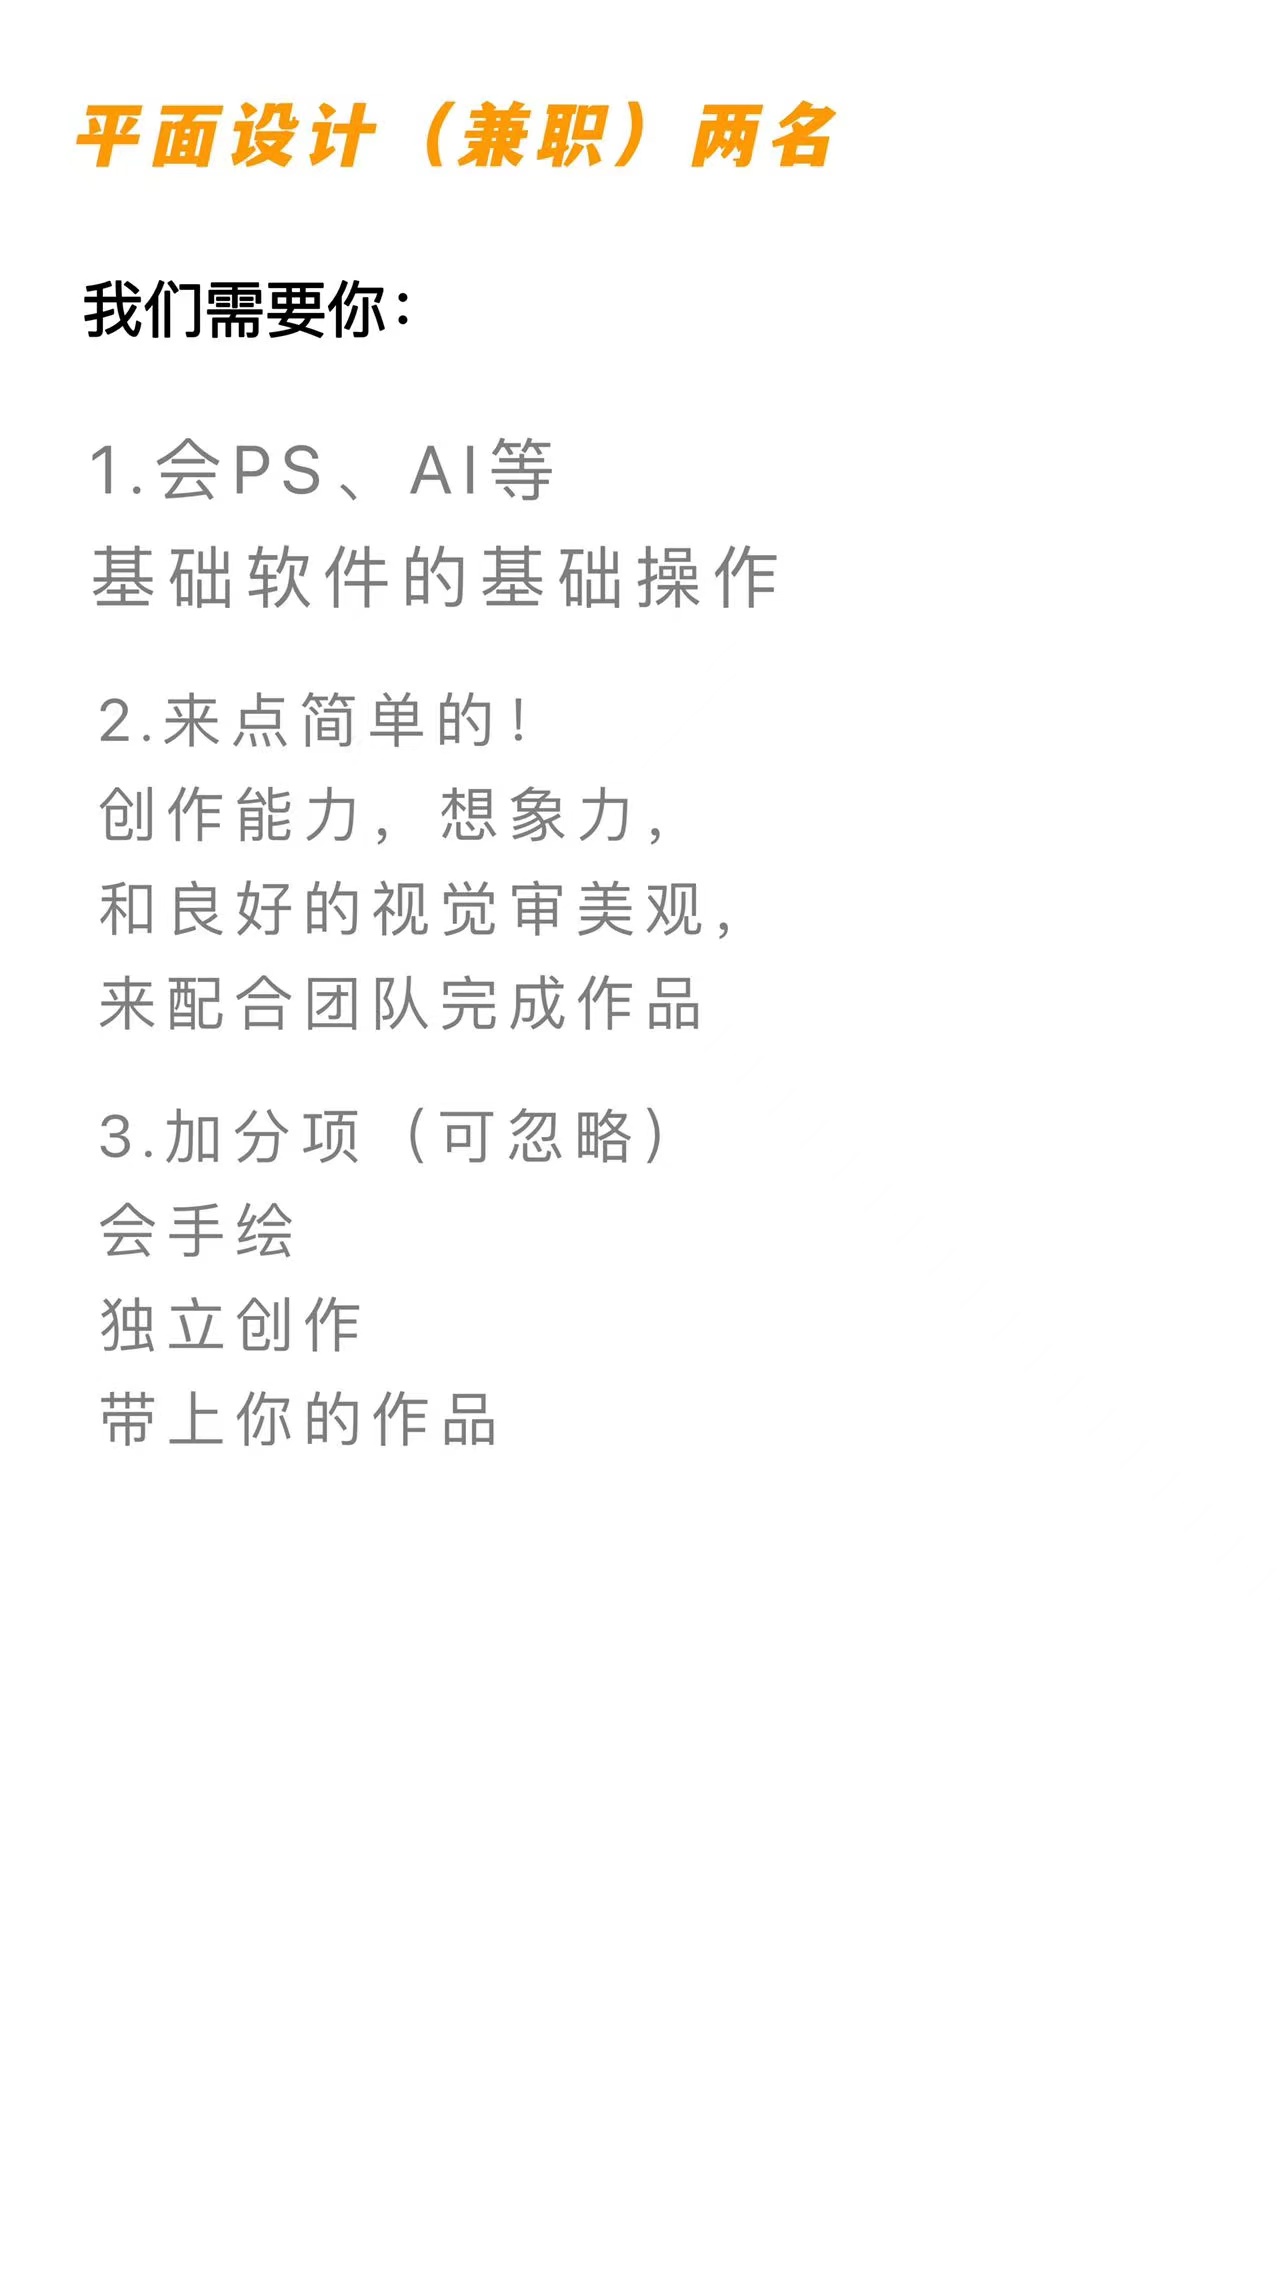 平面设计（兼职）两名
我们需要你：
1.会PS、AI等
基础软件的基础操作
2.来点简单的！
创作能力，想象力，
和良好的视觉审美观，
来配合团队完成作品
3.加分项（可忽略）
会手绘
独立创作
带上你的作品